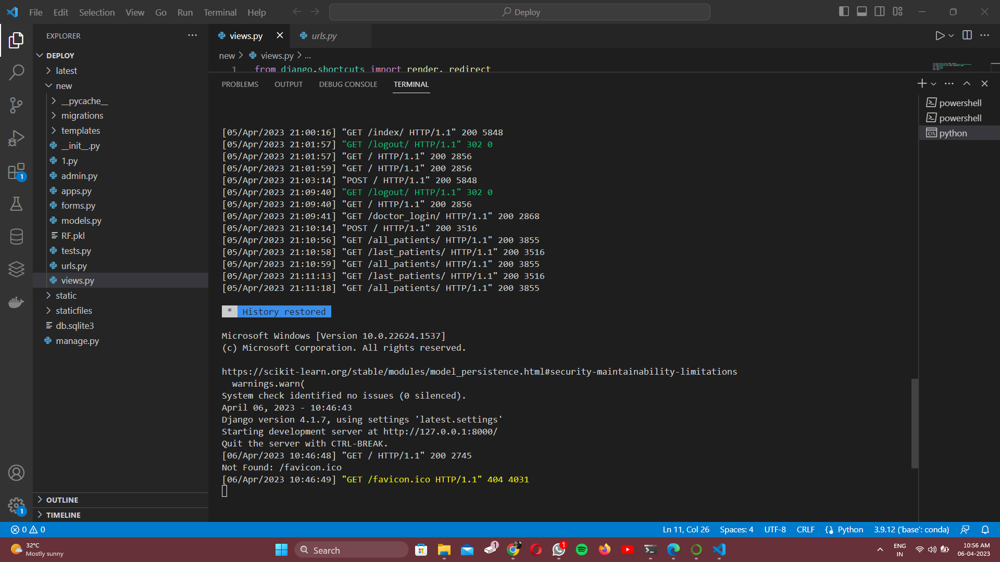 File Edit Selection View Go Run Terminal Help
Deploy
EXPLORER
views.py
urls.py
DEPLOY
new > views.py > ...
latest
1 from django.shortcuts import render, redirect
new
PROBLEMS OUTPUT DEBUG CONSOLE TERMINAL
__pycache__
migrations
templates
__init__.py
1.py
admin.py
apps.py
forms.py
models.py
RF.pkl
tests.py
urls.py
views.py
static
staticfiles
db.sqlite3
manage.py
OUTLINE
TIMELINE
[05/Apr/2023 21:00:16] "GET /index/ HTTP/1.1" 200 5848
[05/Apr/2023 21:01:57] "GET /logout/ HTTP/1.1" 302 0
[05/Apr/2023 21:01:57] "GET / HTTP/1.1" 200 2856
[05/Apr/2023 21:01:59] "GET / HTTP/1.1" 200 2856
[05/Apr/2023 21:03:14] "POST / HTTP/1.1" 200 5848
[05/Apr/2023 21:09:40] "GET /logout/ HTTP/1.1" 302 0
[05/Apr/2023 21:09:40] "GET / HTTP/1.1" 200 2856
[05/Apr/2023 21:09:41] "GET /doctor_login/ HTTP/1.1" 200 2868
[05/Apr/2023 21:10:14] "POST / HTTP/1.1" 200 3516
[05/Apr/2023 21:10:56] "GET /all_patients/ HTTP/1.1" 200 3855
[05/Apr/2023 21:10:58] "GET /last_patients/ HTTP/1.1" 200 3516
[05/Apr/2023 21:10:59] "GET /all_patients/ HTTP/1.1" 200 3855
[05/Apr/2023 21:11:13] "GET /last_patients/ HTTP/1.1" 200 3516
[05/Apr/2023 21:11:18] "GET /all_patients/ HTTP/1.1" 200 3855
* History restored
Microsoft Windows [Version 10.0.22624.1537]
(c) Microsoft Corporation. All rights reserved.
https://scikit-learn.org/stable/modules/model_persistence.html#security-maintainability-limitations
warnings.warn(
System check identified no issues (0 silenced).
April 06, 2023 - 10:46:43
Django version 4.1.7, using settings 'latest.settings'
Starting development server at http://127.0.0.1:8000/
Quit the server with CTRL-BREAK.
[06/Apr/2023 10:46:48] "GET / HTTP/1.1" 200 2745
Not Found: /favicon.ico
[06/Apr/2023 10:46:49] "GET /favicon.ico HTTP/1.1" 404 4031
powershell
powershell
python
1
1
0 0
Ln 11, Col 26 Spaces: 4 UTF-8 CRLF Python 3.9.12 ('base': conda)
32°C
Mostly sunny
Search
1
1
ENG
IN
10:56 AM
06-04-2023